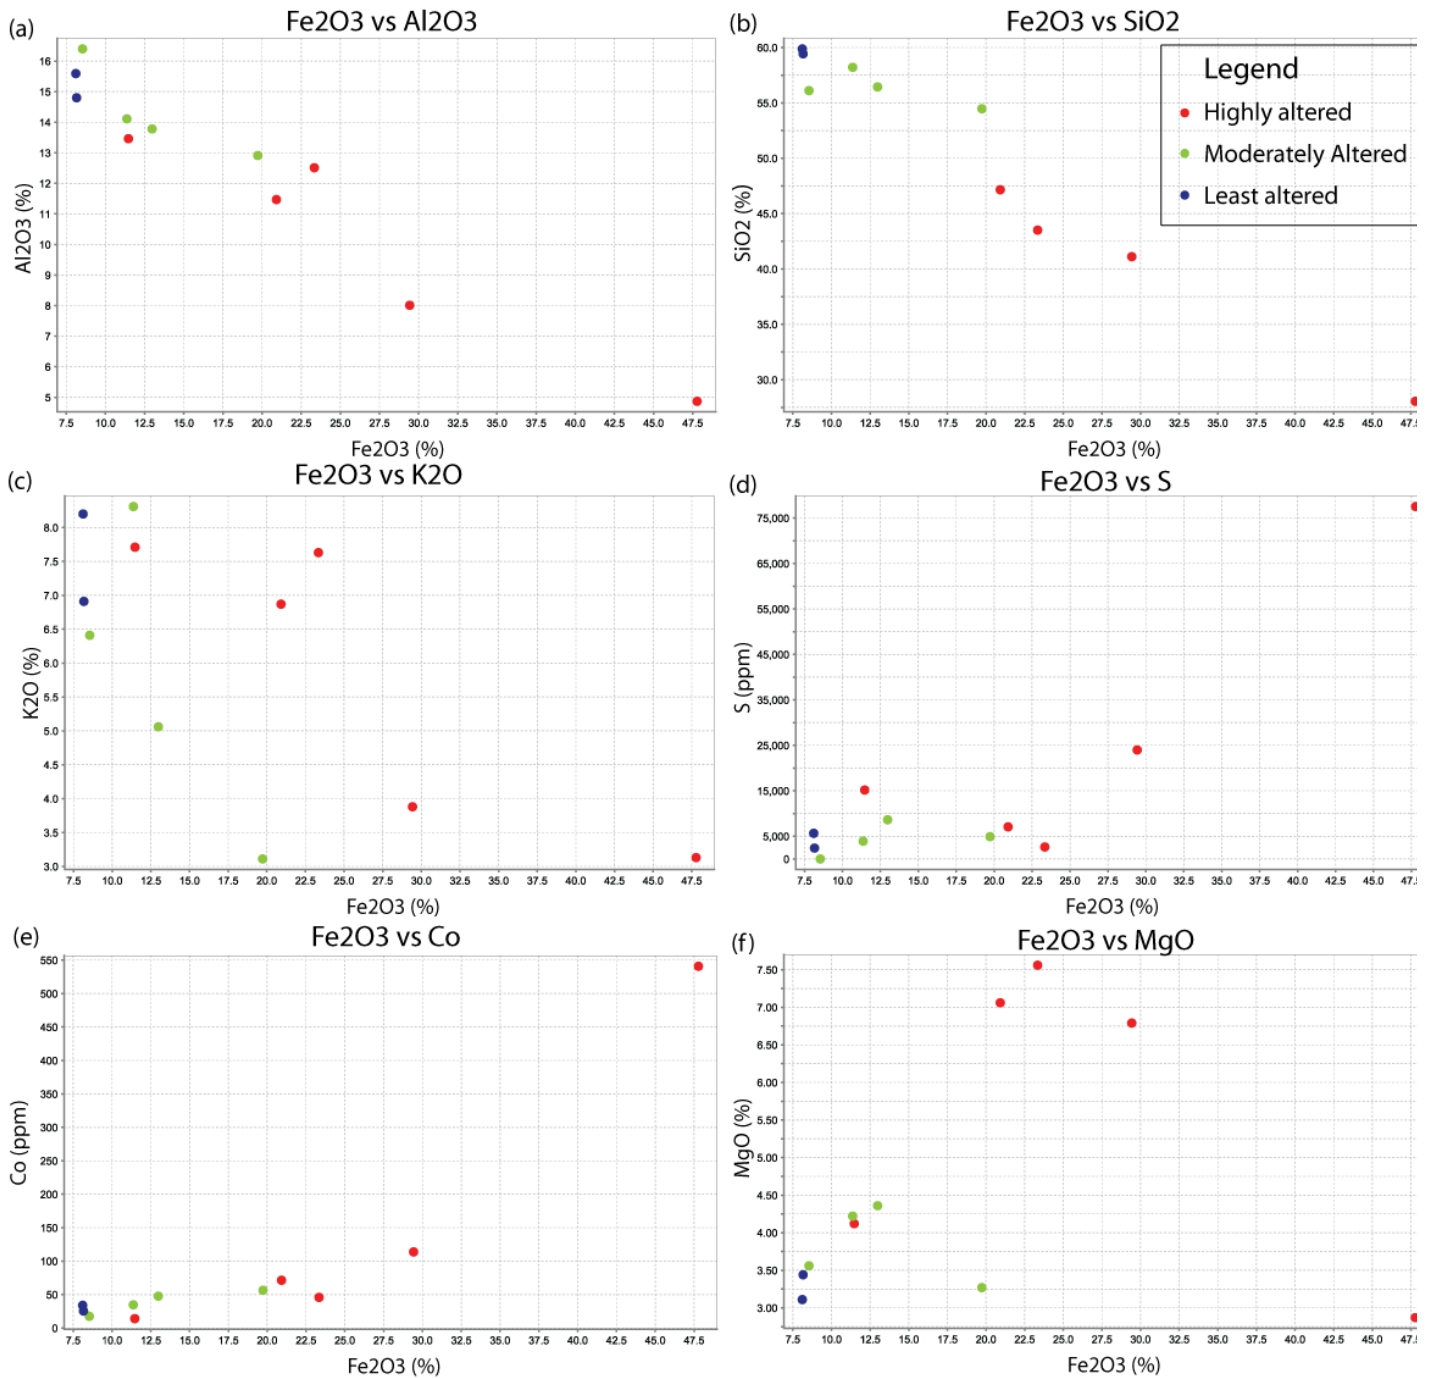 (a)
Fe2O3 vs Al2O3
16
15
14
13
12
11
10
9
8
7
6
5
Al2O3 (%)
7.5 10.0 12.5 15.0 17.5 20.0 22.5 25.0 27.5 30.0 32.5 35.0 37.5 40.0 42.5 45.0 47.5
Fe2O3 (%)
(b)
Fe2O3 vs SiO2
60.0
55.0
50.0
45.0
40.0
35.0
30.0
SiO2 (%)
Legend
Highly altered
Moderately Altered
Least altered
7.5 10.0 12.5 15.0 17.5 20.0 22.5 25.0 27.5 30.0 32.5 35.0 37.5 40.0 42.5 45.0 47.5
Fe2O3 (%)
(c)
Fe2O3 vs K2O
8.0
7.5
7.0
6.5
6.0
5.5
5.0
4.5
4.0
3.5
3.0
K2O (%)
7.5 10.0 12.5 15.0 17.5 20.0 22.5 25.0 27.5 30.0 32.5 35.0 37.5 40.0 42.5 45.0 47.5
Fe2O3 (%)
(d)
Fe2O3 vs S
75,000
65,000
55,000
45,000
35,000
25,000
15,000
5,000
0
S (ppm)
7.5 10.0 12.5 15.0 17.5 20.0 22.5 25.0 27.5 30.0 32.5 35.0 37.5 40.0 42.5 45.0 47.5
Fe2O3 (%)
(e)
Fe2O3 vs Co
550
500
450
400
350
300
250
200
150
100
50
0
Co (ppm)
7.5 10.0 12.5 15.0 17.5 20.0 22.5 25.0 27.5 30.0 32.5 35.0 37.5 40.0 42.5 45.0 47.5
Fe2O3 (%)
(f)
Fe2O3 vs MgO
7.50
7.00
6.50
6.00
5.50
5.00
4.50
4.00
3.50
3.00
MgO (%)
7.5 10.0 12.5 15.0 17.5 20.0 22.5 25.0 27.5 30.0 32.5 35.0 37.5 40.0 42.5 45.0 47.5
Fe2O3 (%)